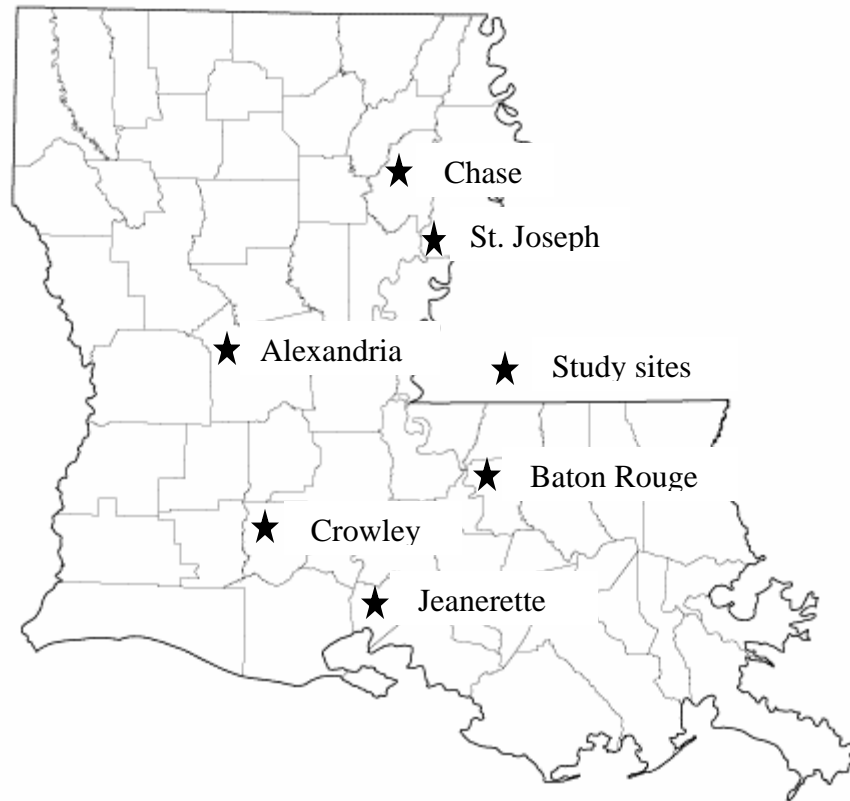 Chase
St. Joseph
Alexandria
Study sites
Baton Rouge
Crowley
Jeanerette